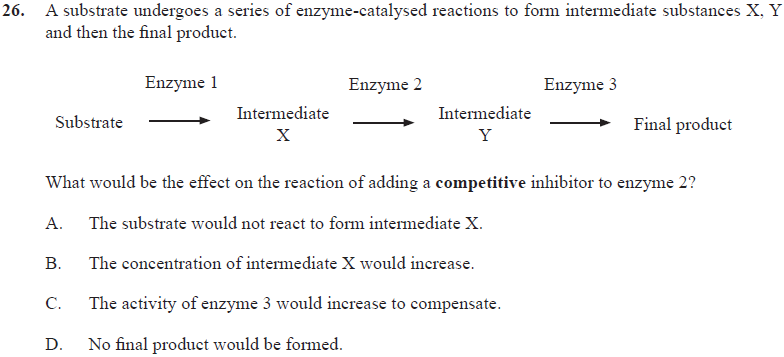 26. A substrate undergoes a series of enzyme-catalysed reactions to form intermediate substances X, Y
and then the final product.
Enzyme 1 Enzyme 2 Enzyme 3
Substrate Intermediate X Intermediate Y Final product
What would be the effect on the reaction of adding a competitive inhibitor to enzyme 2?
A. The substrate would not react to form intermediate X.
B. The concentration of intermediate X would increase.
C. The activity of enzyme 3 would increase to compensate.
D. No final product would be formed.